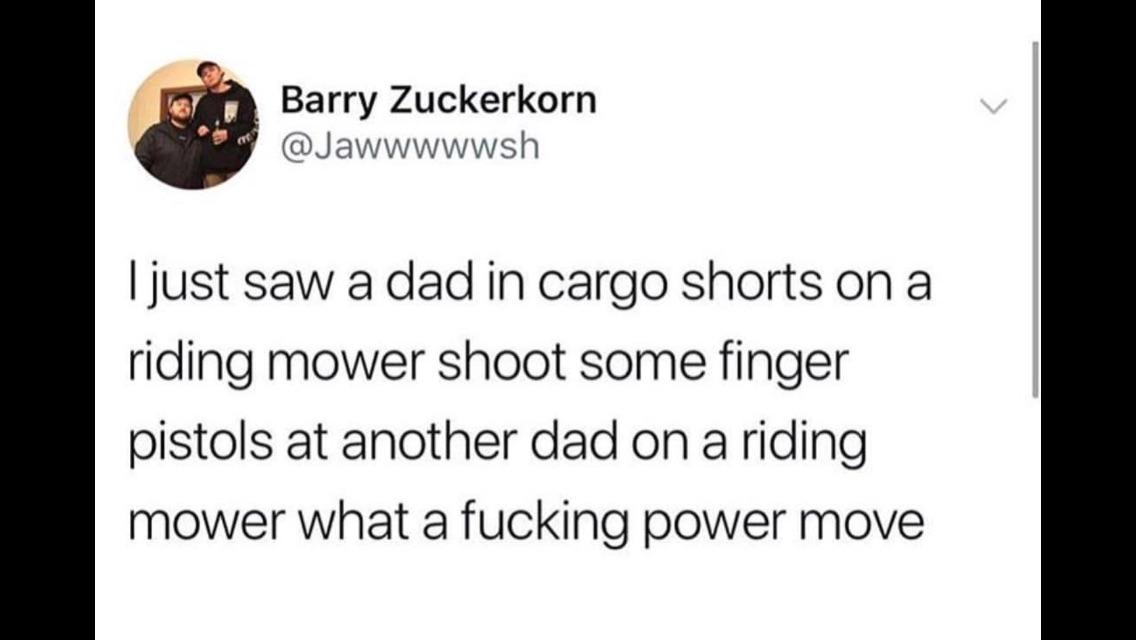 Barry Zuckerkorn
@Jawwwwwsh
I just saw a dad in cargo shorts on a
riding mower shoot some finger
pistols at another dad on a riding
mower what a fucking power move